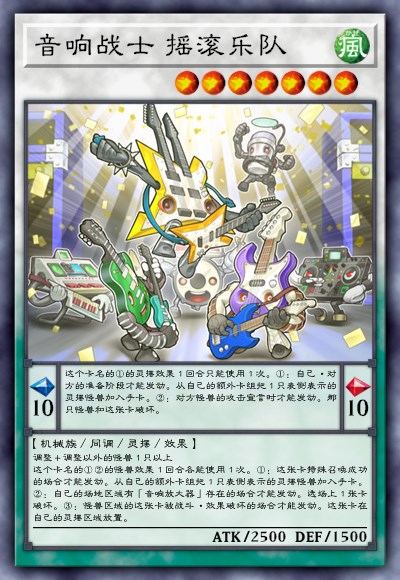 音响战士 摇滚乐队
風
这个卡名的①的灵摆效果1回合只能使用1次。①：自己·对
方的准备阶段才能发动。从自己的额外卡组把1只表侧表示的
灵摆怪兽加入手卡。②：对方怪兽的攻击宣言时才能发动。那
只怪兽和这张卡破坏。
10
10
【机械族／同调／灵摆／效果】
调整＋调整以外的怪兽1只以上
这个卡名的①②的怪兽效果1回合各能使用1次。①：这张卡特殊召唤成功
的场合才能发动。从自己的额外卡组把1只表侧表示的灵摆怪兽加入手卡。
②：自己的场地区域有「音响放大器」存在的场合才能发动。选场上1张卡
破坏。③：怪兽区域的这张卡被战斗·效果破坏的场合才能发动。这张卡在
自己的灵摆区域放置。
ATK/2500 DEF/1500